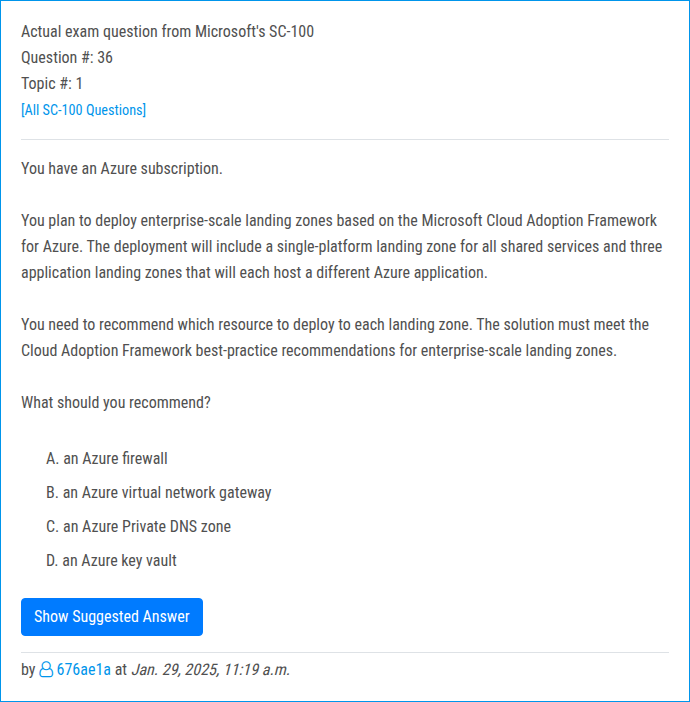 Actual exam question from Microsoft's SC-100
Question #: 36
Topic #: 1
[All SC-100 Questions]
You have an Azure subscription.
You plan to deploy enterprise-scale landing zones based on the Microsoft Cloud Adoption Framework
for Azure. The deployment will include a single-platform landing zone for all shared services and three
application landing zones that will each host a different Azure application.
You need to recommend which resource to deploy to each landing zone. The solution must meet the
Cloud Adoption Framework best-practice recommendations for enterprise-scale landing zones.
What should you recommend?
A. an Azure firewall
B. an Azure virtual network gateway
C. an Azure Private DNS zone
D. an Azure key vault
Show Suggested Answer
by 676ae1a at Jan. 29, 2025, 11:19 a.m.